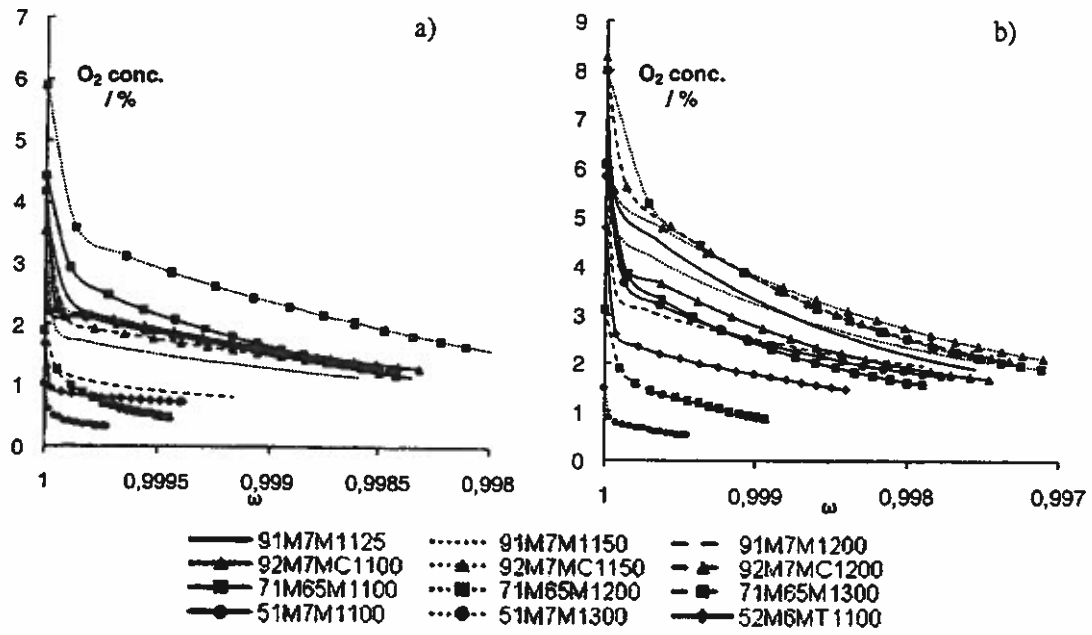 a)
O₂ conc.
/ %
7
6
5
4
3
2
1
0
1
0,9995
0,999
0,9985
0,998
ω
b)
O₂ conc.
/ %
9
8
7
6
5
4
3
2
1
0
1
0,999
0,998
0,997
ω
91M7M1125
91M7M1150
91M7M1200
92M7MC1100
92M7MC1150
92M7MC1200
71M65M1100
71M65M1200
71M65M1300
51M7M1100
51M7M1300
52M6MT1100